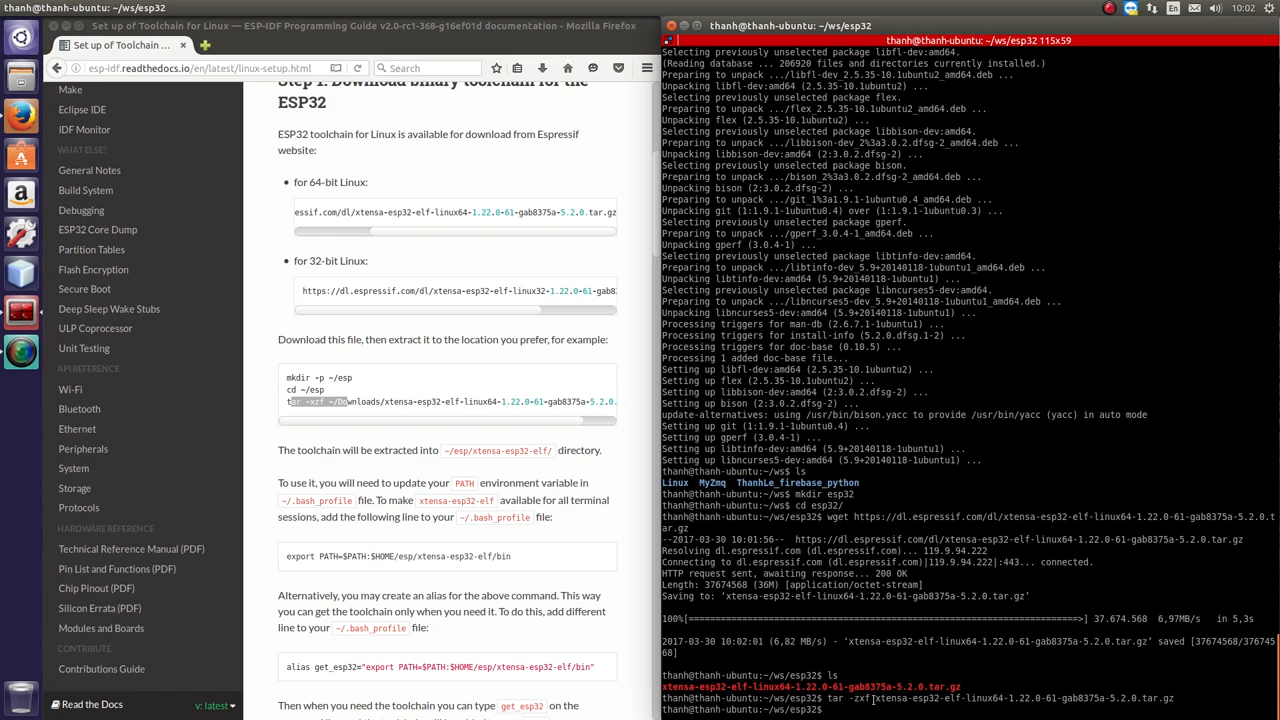 thanh@thanh-ubuntu: ~/ws/esp32
En
10:02
Set up of Toolchain for Linux — ESP-IDF Programming Guide v2.0-rc1-368-g16ef01d documentation - Mozilla Firefox
Set up of Toolchain ...
esp-idf.readthedocs.io/en/latest/linux-setup.html
Search
Make
Eclipse IDE
IDF Monitor
WHAT ELSE?
General Notes
Build System
Debugging
ESP32 Core Dump
Partition Tables
Flash Encryption
Secure Boot
Deep Sleep Wake Stubs
ULP Coprocessor
Unit Testing
API REFERENCE
Wi-Fi
Bluetooth
Ethernet
Peripherals
System
Storage
Protocols
HARDWARE REFERENCE
Technical Reference Manual (PDF)
Pin List and Functions (PDF)
Chip Pinout (PDF)
Silicon Errata (PDF)
Modules and Boards
CONTRIBUTE
Contributions Guide
Read the Docs
v: latest
Step 1: Download binary toolchain for the
ESP32
ESP32 toolchain for Linux is available for download from Espressif
website:
for 64-bit Linux:
essif.com/dl/xtensa-esp32-elf-linux64-1.22.0-61-gab8375a-5.2.0.tar.gz
for 32-bit Linux:
https://dl.espressif.com/dl/xtensa-esp32-elf-linux32-1.22.0-61-gab8
Download this file, then extract it to the location you prefer, for example:
mkdir -p ~/esp
cd ~/esp
tar -xzf ~/Downloads/xtensa-esp32-elf-linux64-1.22.0-61-gab8375a-5.2.0.
The toolchain will be extracted into ~/esp/xtensa-esp32-elf/ directory.
To use it, you will need to update your PATH environment variable in
~/.bash_profile file. To make xtensa-esp32-elf available for all terminal
sessions, add the following line to your ~/.bash_profile file:
export PATH=$PATH:$HOME/esp/xtensa-esp32-elf/bin
Alternatively, you may create an alias for the above command. This way
you can get the toolchain only when you need it. To do this, add different
line to your ~/.bash_profile file:
alias get_esp32="export PATH=$PATH:$HOME/esp/xtensa-esp32-elf/bin"
Then when you need the toolchain you can type get_esp32 on the
thanh@thanh-ubuntu: ~/ws/esp32
thanh@thanh-ubuntu: ~/ws/esp32 115x59
Selecting previously unselected package libfl-dev:amd64.
(Reading database ... 206920 files and directories currently installed.)
Preparing to unpack .../libfl-dev_2.5.35-10.1ubuntu2_amd64.deb ...
Unpacking libfl-dev:amd64 (2.5.35-10.1ubuntu2) ...
Selecting previously unselected package flex.
Preparing to unpack .../flex_2.5.35-10.1ubuntu2_amd64.deb ...
Unpacking flex (2.5.35-10.1ubuntu2) ...
Selecting previously unselected package libbison-dev:amd64.
Preparing to unpack .../libbison-dev_2%3a3.0.2.dfsg-2_amd64.deb ...
Unpacking libbison-dev:amd64 (2:3.0.2.dfsg-2) ...
Selecting previously unselected package bison.
Preparing to unpack .../bison_2%3a3.0.2.dfsg-2_amd64.deb ...
Unpacking bison (2:3.0.2.dfsg-2) ...
Preparing to unpack .../git_1%3a1.9.1-1ubuntu0.4_amd64.deb ...
Unpacking git (1:1.9.1-1ubuntu0.4) over (1:1.9.1-1ubuntu0.3) ...
Selecting previously unselected package gperf.
Preparing to unpack .../gperf_3.0.4-1_amd64.deb ...
Unpacking gperf (3.0.4-1) ...
Selecting previously unselected package libtinfo-dev:amd64.
Preparing to unpack .../libtinfo-dev_5.9+20140118-1ubuntu1_amd64.deb ...
Unpacking libtinfo-dev:amd64 (5.9+20140118-1ubuntu1) ...
Selecting previously unselected package libncurses5-dev:amd64.
Preparing to unpack .../libncurses5-dev_5.9+20140118-1ubuntu1_amd64.deb ...
Unpacking libncurses5-dev:amd64 (5.9+20140118-1ubuntu1) ...
Processing triggers for man-db (2.6.7.1-1ubuntu1) ...
Processing triggers for install-info (5.2.0.dfsg.1-2) ...
Processing triggers for doc-base (0.10.5) ...
Processing 1 added doc-base file...
Setting up libfl-dev:amd64 (2.5.35-10.1ubuntu2) ...
Setting up flex (2.5.35-10.1ubuntu2) ...
Setting up libbison-dev:amd64 (2:3.0.2.dfsg-2) ...
Setting up bison (2:3.0.2.dfsg-2) ...
update-alternatives: using /usr/bin/bison.yacc to provide /usr/bin/yacc (yacc) in auto mode
Setting up git (1:1.9.1-1ubuntu0.4) ...
Setting up gperf (3.0.4-1) ...
Setting up libtinfo-dev:amd64 (5.9+20140118-1ubuntu1) ...
Setting up libncurses5-dev:amd64 (5.9+20140118-1ubuntu1) ...
thanh@thanh-ubuntu:~/ws$ ls
Linux MyZmq ThanhLe_firebase_python
thanh@thanh-ubuntu:~/ws$ mkdir esp32
thanh@thanh-ubuntu:~/ws$ cd esp32/
thanh@thanh-ubuntu:~/ws/esp32$ wget https://dl.espressif.com/dl/xtensa-esp32-elf-linux64-1.22.0-61-gab8375a-5.2.0.t
ar.gz
--2017-03-30 10:01:56-- https://dl.espressif.com/dl/xtensa-esp32-elf-linux64-1.22.0-61-gab8375a-5.2.0.tar.gz
Resolving dl.espressif.com (dl.espressif.com)... 119.9.94.222
Connecting to dl.espressif.com (dl.espressif.com)|119.9.94.222|:443... connected.
HTTP request sent, awaiting response... 200 OK
Length: 37674568 (36M) [application/octet-stream]
Saving to: ‘xtensa-esp32-elf-linux64-1.22.0-61-gab8375a-5.2.0.tar.gz’
100%[======================================================================>] 37.674.568 6,97MB/s in 5,3s
2017-03-30 10:02:01 (6,82 MB/s) - ‘xtensa-esp32-elf-linux64-1.22.0-61-gab8375a-5.2.0.tar.gz’ saved [37674568/376745
68]
thanh@thanh-ubuntu:~/ws/esp32$ ls
xtensa-esp32-elf-linux64-1.22.0-61-gab8375a-5.2.0.tar.gz
thanh@thanh-ubuntu:~/ws/esp32$ tar -zxf xtensa-esp32-elf-linux64-1.22.0-61-gab8375a-5.2.0.tar.gz
thanh@thanh-ubuntu:~/ws/esp32$